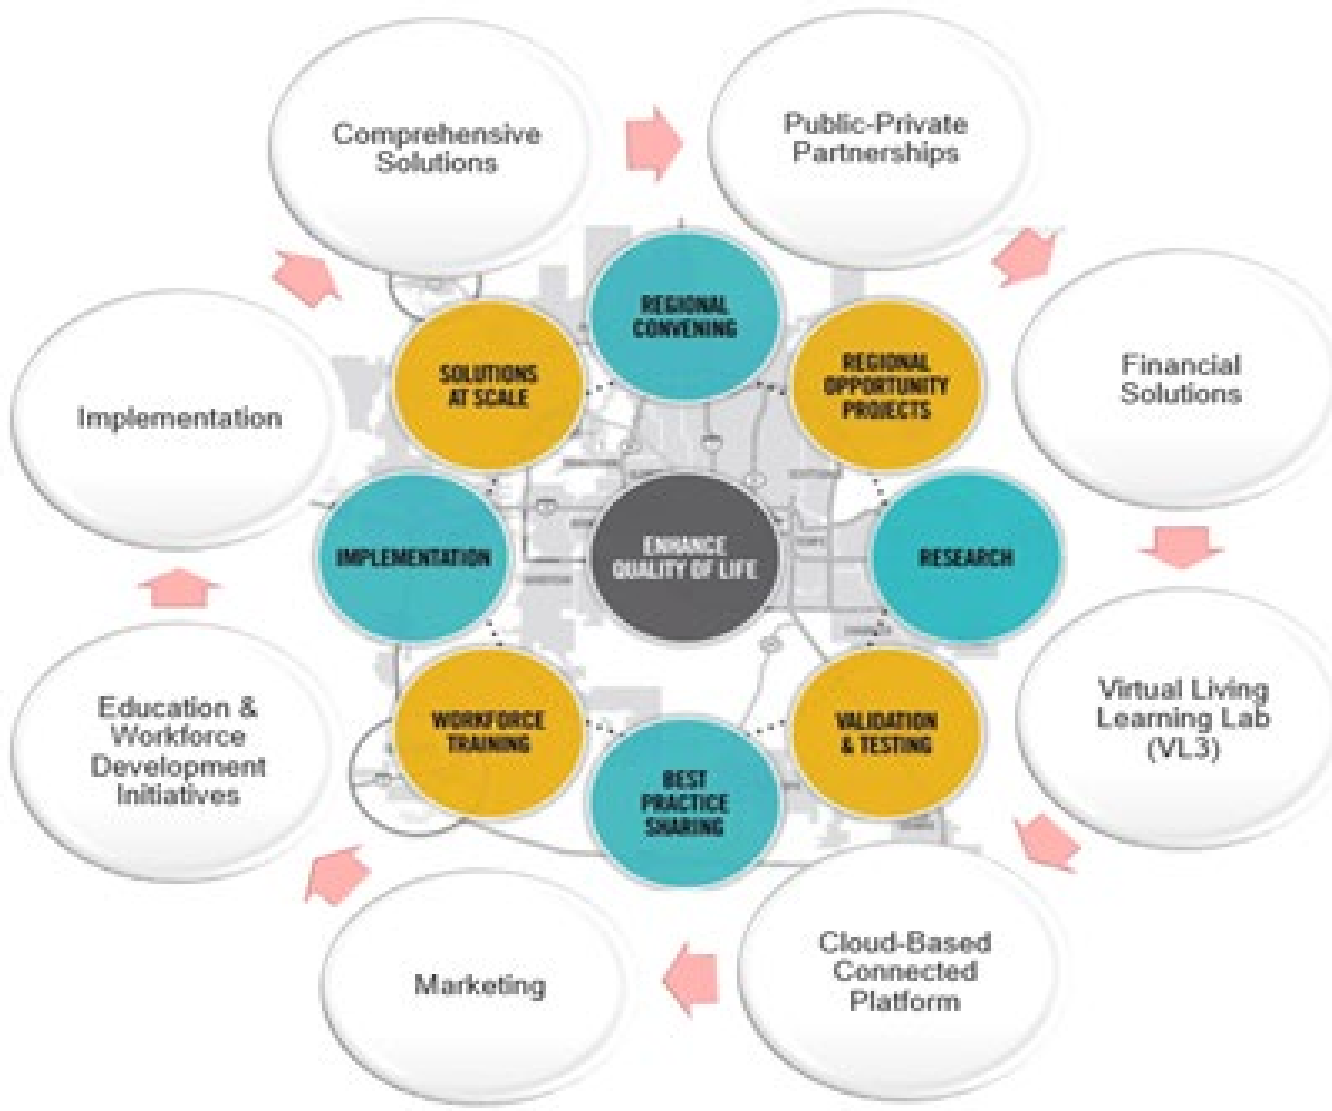 Comprehensive
Solutions
Public-Private
Partnerships
Financial
Solutions
Virtual Living
Learning Lab
(VL3)
Cloud-Based
Connected
Platform
Marketing
Education &
Workforce
Development
Initiatives
Implementation
REGIONAL
CONVENING
REGIONAL
OPPORTUNITY
PROJECTS
RESEARCH
VALIDATION
& TESTING
BEST
PRACTICE
SHARING
WORKFORCE
TRAINING
IMPLEMENTATION
SOLUTIONS
AT SCALE
ENHANCE
QUALITY OF LIFE